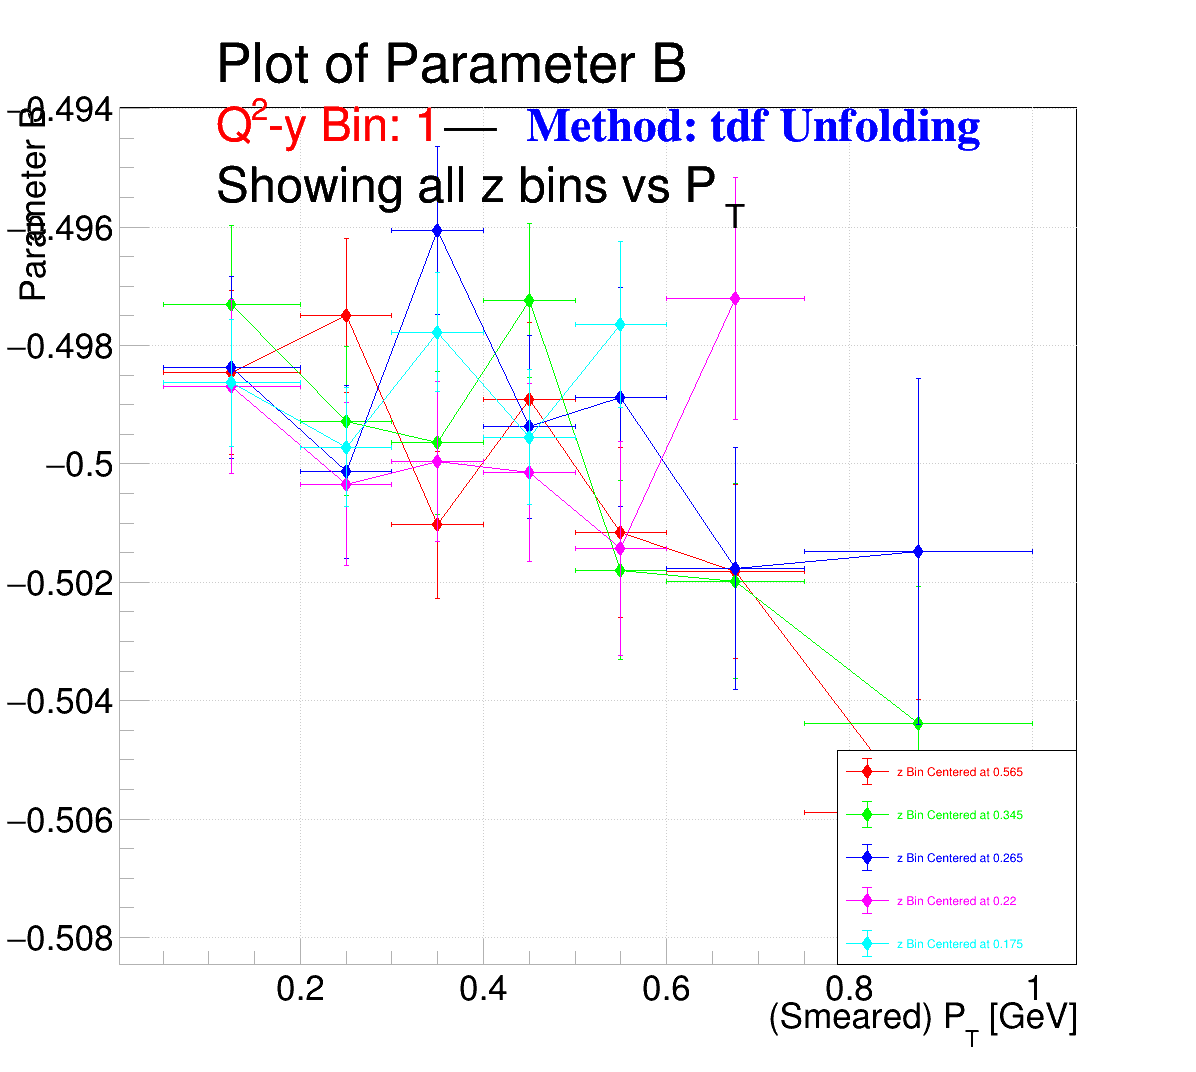 Plot of Parameter B
Q²-y Bin: 1 — Method: tdf Unfolding
Showing all z bins vs P_T
Parameter B
−0.494
−0.496
−0.498
−0.5
−0.502
−0.504
−0.506
−0.508
z Bin Centered at 0.565
z Bin Centered at 0.345
z Bin Centered at 0.265
z Bin Centered at 0.22
z Bin Centered at 0.175
0.2 0.4 0.6 0.8 1
(Smeared) P_T [GeV]